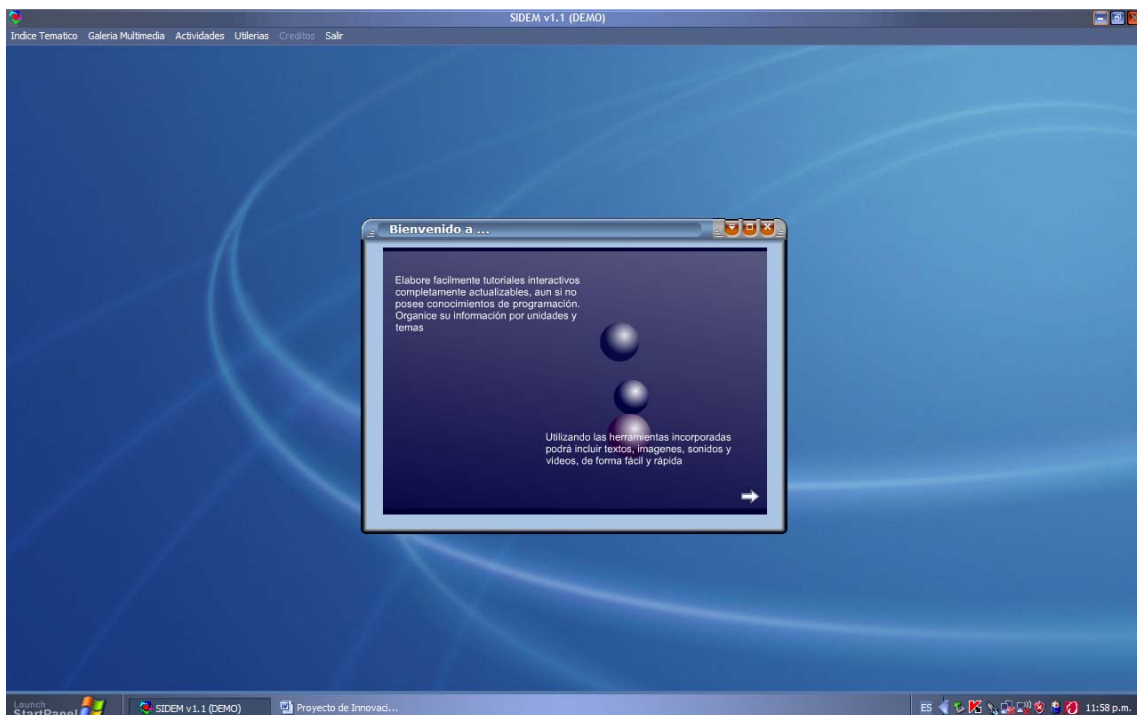 SIDEM v1.1 (DEMO)
Indice Tematico Galeria Multimedia Actividades Utilerias Creditos Salir
Bienvenido a ...
Elabore facilmente tutoriales interactivos
completamente actualizables, aun si no
posee conocimientos de programación.
Organice su información por unidades y
temas
Utilizando las herramientas incorporadas
podrá incluir textos, imagenes, sonidos y
videos, de forma fácil y rápida
Launch
StartPanel
SIDEM v1.1 (DEMO)
Proyecto de Innovaci...
ES
11:58 p.m.